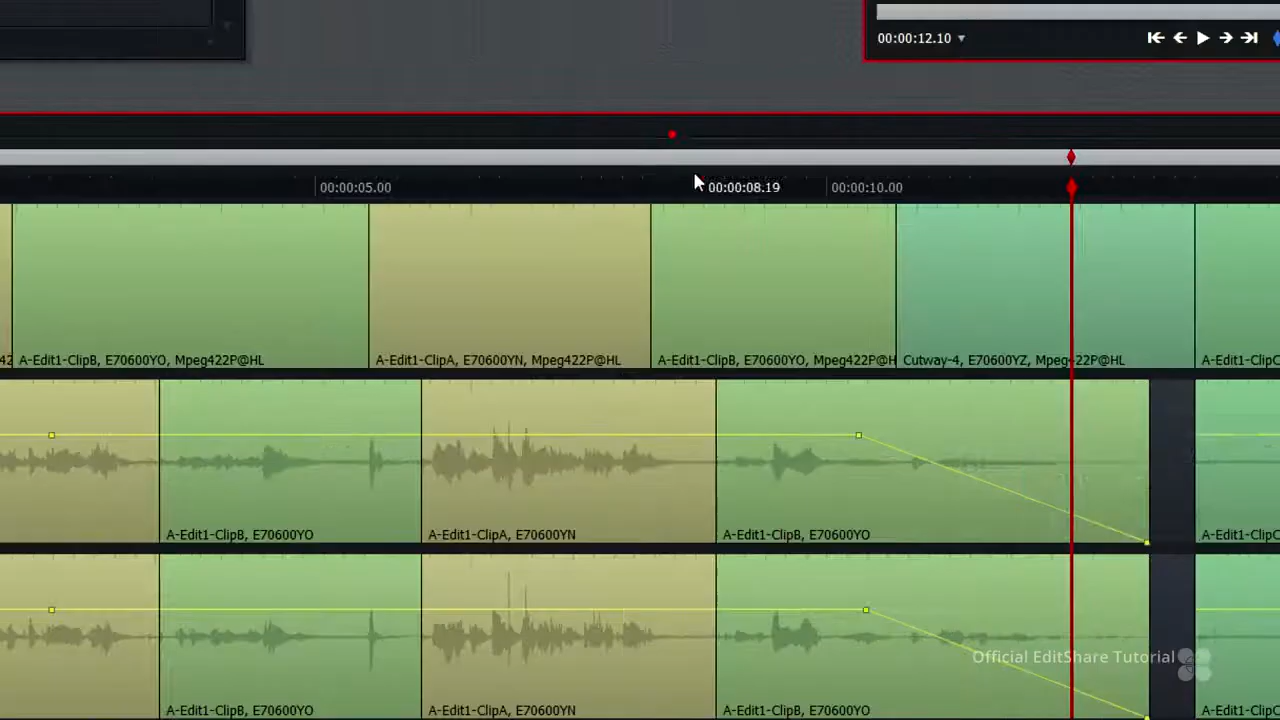 00:00:12.10
00:00:05.00 00:00:08.19 00:00:10.00
42 A-Edit1-ClipB, E70600YO, Mpeg422P@HL A-Edit1-ClipA, E70600YN, Mpeg422P@HL A-Edit1-ClipB, E70600YO, Mpeg422P@H Cutway-4, E70600YZ, Mpeg422P@HL A-Edit1-ClipC
A-Edit1-ClipB, E70600YO A-Edit1-ClipA, E70600YN A-Edit1-ClipB, E70600YO A-Edit1-ClipC
Official EditShare Tutorial
A-Edit1-ClipB, E70600YO A-Edit1-ClipA, E70600YN A-Edit1-ClipB, E70600YO A-Edit1-ClipC